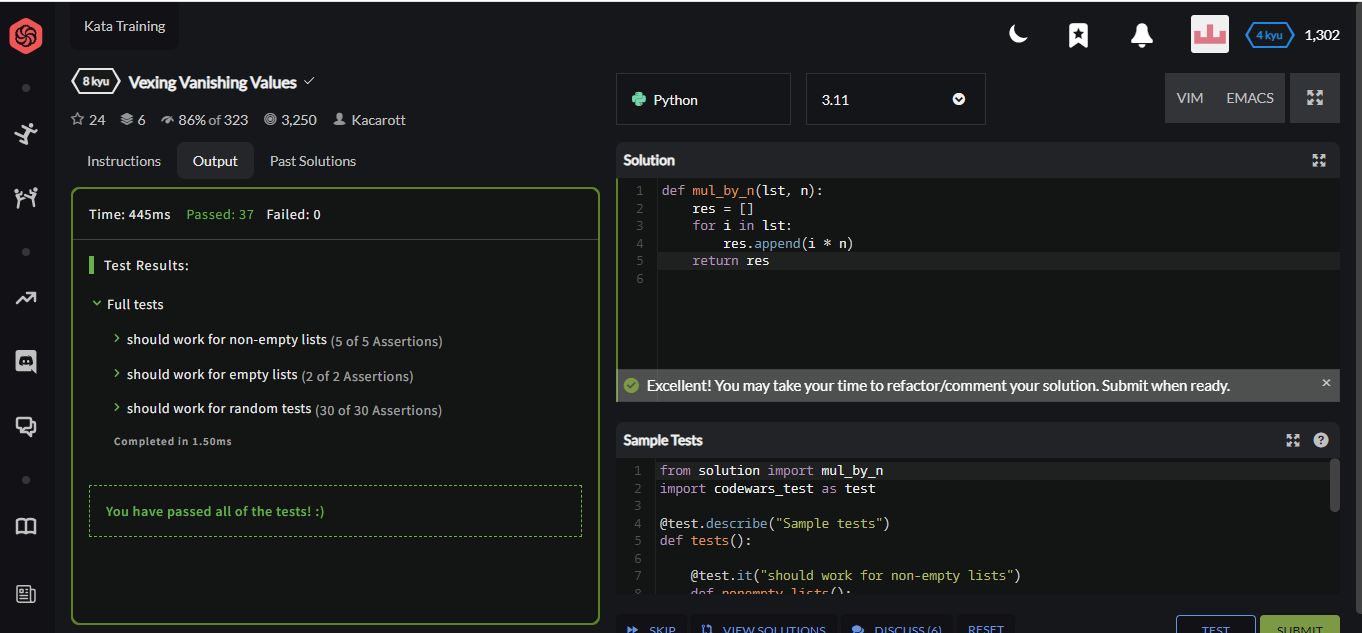 Kata Training
4 kyu
1,302
8 kyu
Vexing Vanishing Values
24
6
86% of 323
3,250
Kacarott
Python
3.11
VIM
EMACS
Instructions
Output
Past Solutions
Time: 445ms Passed: 37 Failed: 0
Test Results:
Full tests
should work for non-empty lists (5 of 5 Assertions)
should work for empty lists (2 of 2 Assertions)
should work for random tests (30 of 30 Assertions)
Completed in 1.50ms
You have passed all of the tests! :)
Solution
1 def mul_by_n(lst, n):
2     res = []
3     for i in lst:
4         res.append(i * n)
5     return res
6
Excellent! You may take your time to refactor/comment your solution. Submit when ready.
Sample Tests
1 from solution import mul_by_n
2 import codewars_test as test
3
4 @test.describe("Sample tests")
5 def tests():
6
7     @test.it("should work for non-empty lists")
8     def nonempty_lists():
SKIP
VIEW SOLUTIONS
DISCUSS (6)
RESET
TEST
SUBMIT